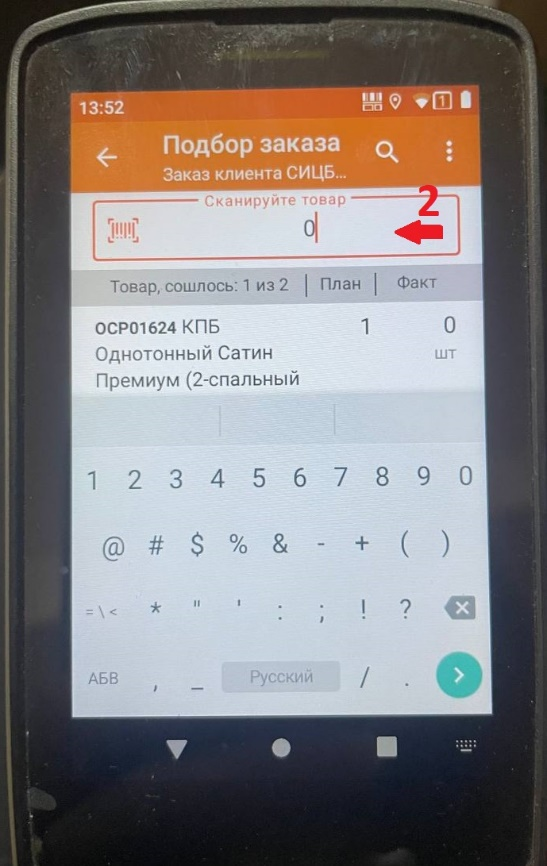 13:52
1
Подбор заказа
Заказ клиента СИЦБ...
Сканируйте товар
2
0
Товар, сошлось: 1 из 2 | План | Факт
ОСР01624 КПБ 1 0
Однотонный Сатин шт
Премиум (2-спальный
1 2 3 4 5 6 7 8 9 0
@ # $ % & - + ( )
=\< * " ' : ; ! ?
АБВ , _ Русский / .